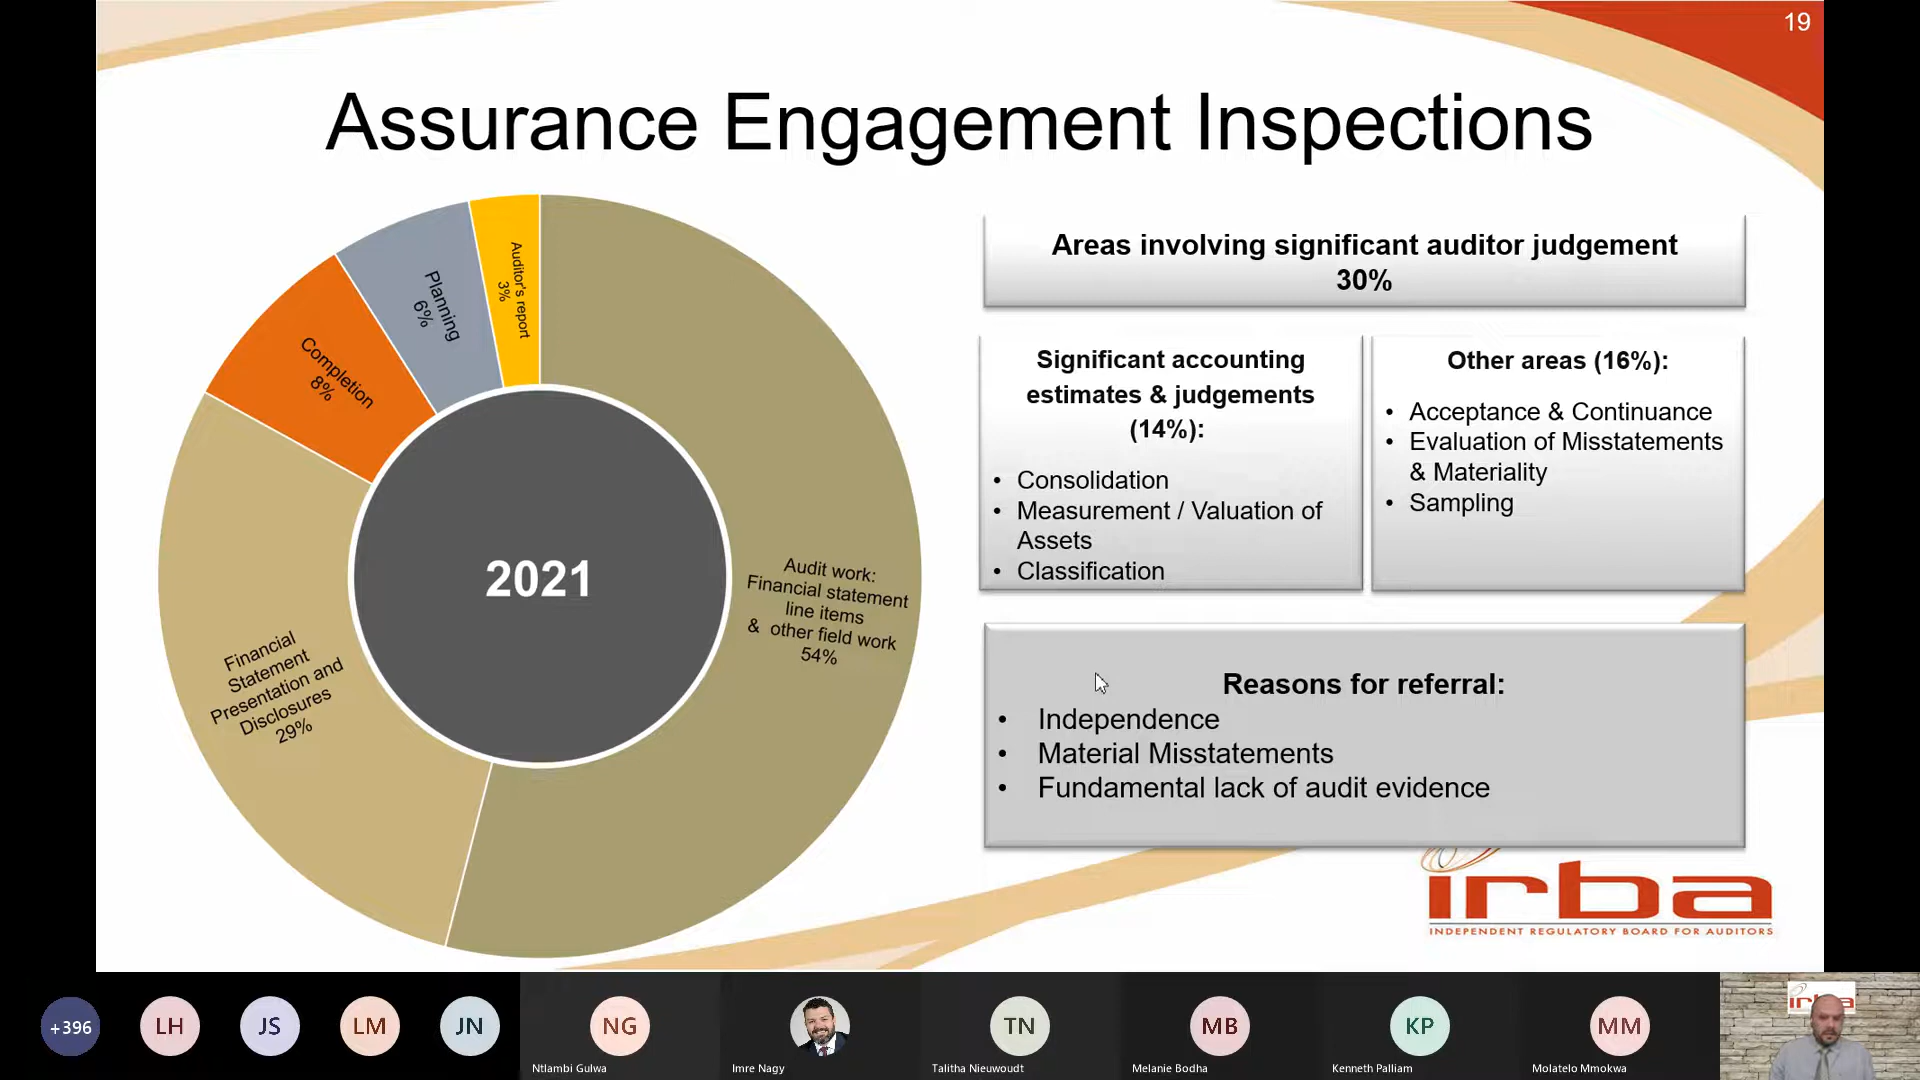 19
Assurance Engagement Inspections
Auditor's report
3%
Planning
6%
Completion
8%
Financial
Statement
Presentation and
Disclosures
29%
2021
Audit work:
Financial statement
line items
& other field work
54%
Areas involving significant auditor judgement
30%
Significant accounting
estimates & judgements
(14%):
• Consolidation
• Measurement / Valuation of
Assets
• Classification
Other areas (16%):
• Acceptance & Continuance
• Evaluation of Misstatements
& Materiality
• Sampling
Reasons for referral:
• Independence
• Material Misstatements
• Fundamental lack of audit evidence
irba
INDEPENDENT REGULATORY BOARD FOR AUDITORS
+396
LH
JS
LM
JN
NG
Ntlambi Gulwa
Imre Nagy
TN
Talitha Nieuwoudt
MB
Melanie Bodha
KP
Kenneth Palliam
MM
Molatelo Mmokwa
irba